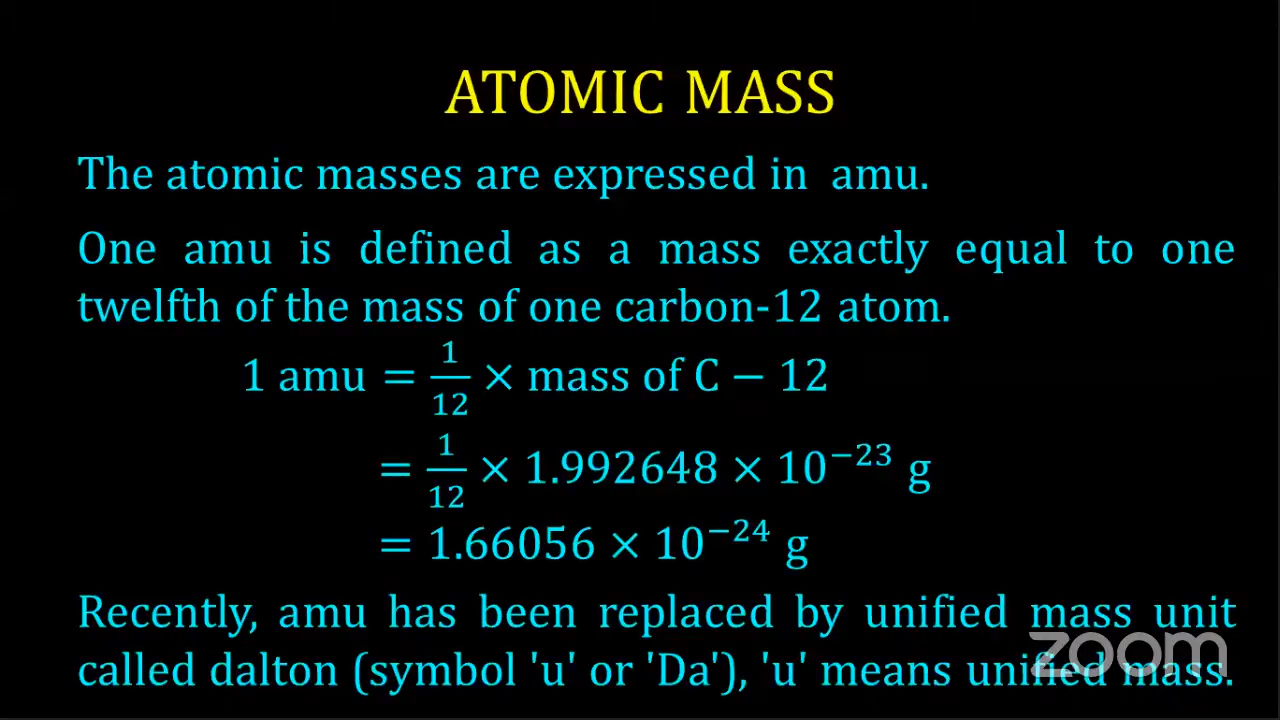 ATOMIC MASS
The atomic masses are expressed in amu.
One amu is defined as a mass exactly equal to one
twelfth of the mass of one carbon-12 atom.
1 amu = 1/12 × mass of C − 12
= 1/12 × 1.992648 × 10⁻²³ g
= 1.66056 × 10⁻²⁴ g
Recently, amu has been replaced by unified mass unit
called dalton (symbol 'u' or 'Da'), 'u' means unified mass.
zoom